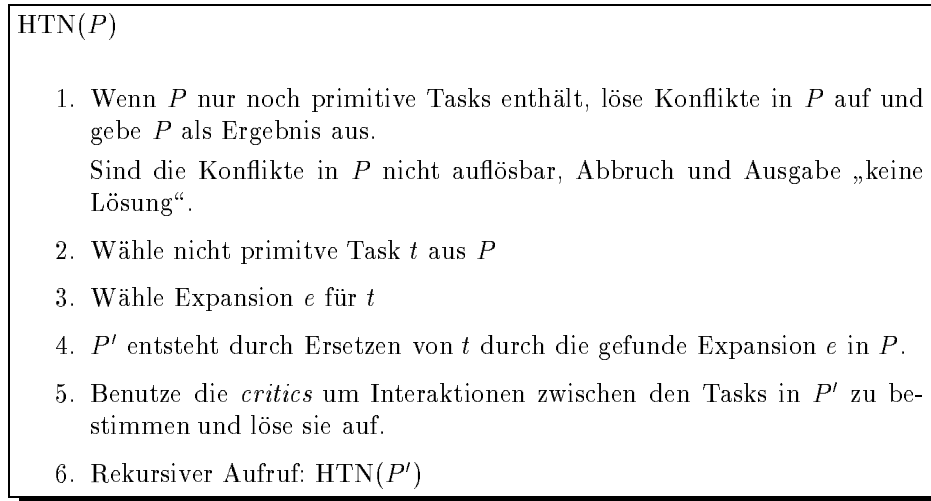 HTN(P)
1. Wenn P nur noch primitive Tasks enthält, löse Konflikte in P auf und
gebe P als Ergebnis aus.
Sind die Konflikte in P nicht auflösbar, Abbruch und Ausgabe „keine
Lösung“.
2. Wähle nicht primitve Task t aus P
3. Wähle Expansion e für t
4. P′ entsteht durch Ersetzen von t durch die gefunde Expansion e in P.
5. Benutze die critics um Interaktionen zwischen den Tasks in P′ zu be-
stimmen und löse sie auf.
6. Rekursiver Aufruf: HTN(P′)